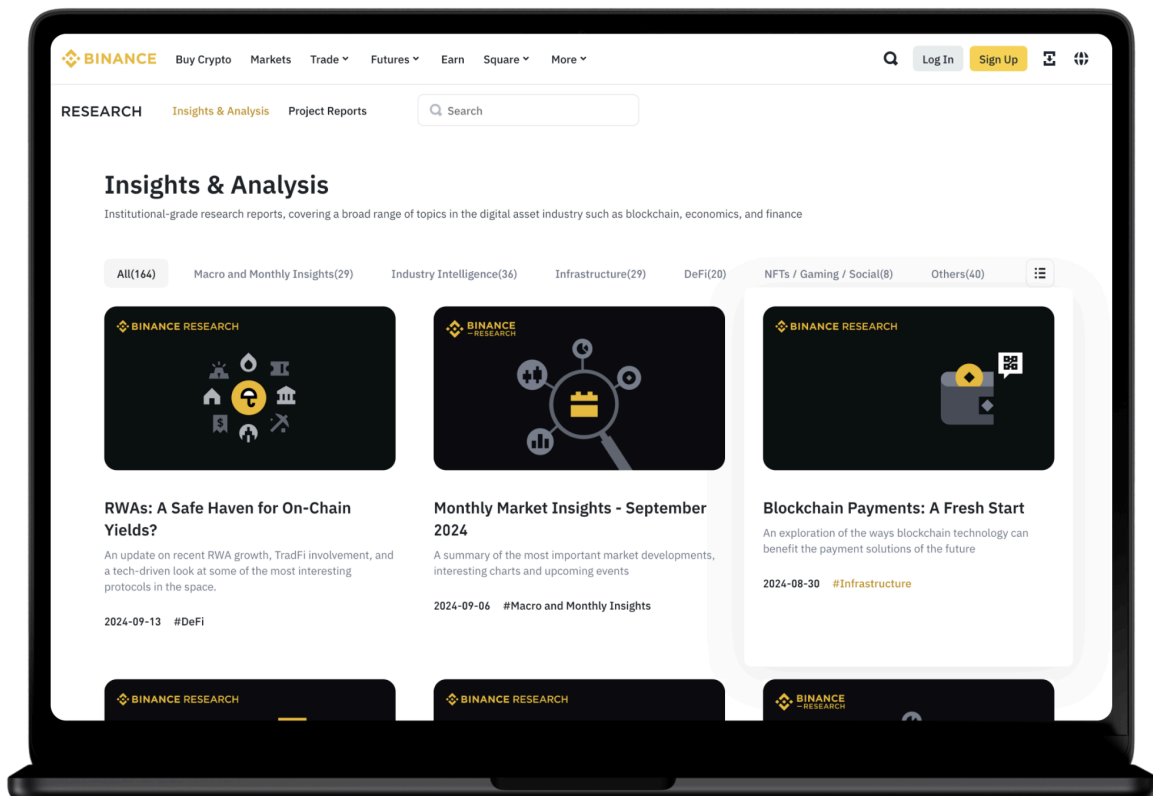 BINANCE Buy Crypto Markets Trade Futures Earn Square More Log In Sign Up
RESEARCH Insights & Analysis Project Reports Search
Insights & Analysis
Institutional-grade research reports, covering a broad range of topics in the digital asset industry such as blockchain, economics, and finance
All(164) Macro and Monthly Insights(29) Industry Intelligence(36) Infrastructure(29) DeFi(20) NFTs / Gaming / Social(8) Others(40)
BINANCE RESEARCH
$
RWAs: A Safe Haven for On-Chain
Yields?
An update on recent RWA growth, TradFi involvement, and
a tech-driven look at some of the most interesting
protocols in the space.
2024-09-13 #DeFi
BINANCE
RESEARCH
Monthly Market Insights - September
2024
A summary of the most important market developments,
interesting charts and upcoming events
2024-09-06 #Macro and Monthly Insights
BINANCE RESEARCH
Blockchain Payments: A Fresh Start
An exploration of the ways blockchain technology can
benefit the payment solutions of the future
2024-08-30 #Infrastructure
BINANCE RESEARCH
BINANCE RESEARCH
BINANCE
RESEARCH